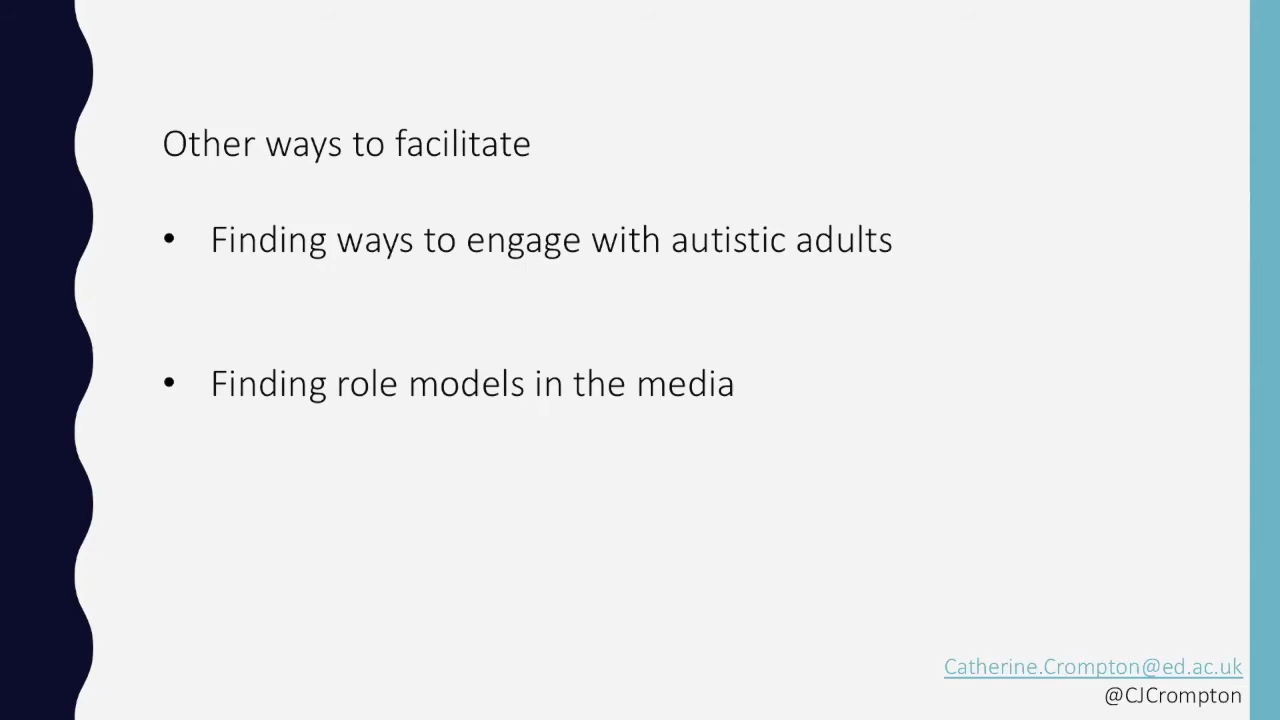 Other ways to facilitate
• Finding ways to engage with autistic adults
• Finding role models in the media
Catherine.Crompton@ed.ac.uk
@CJCrompton